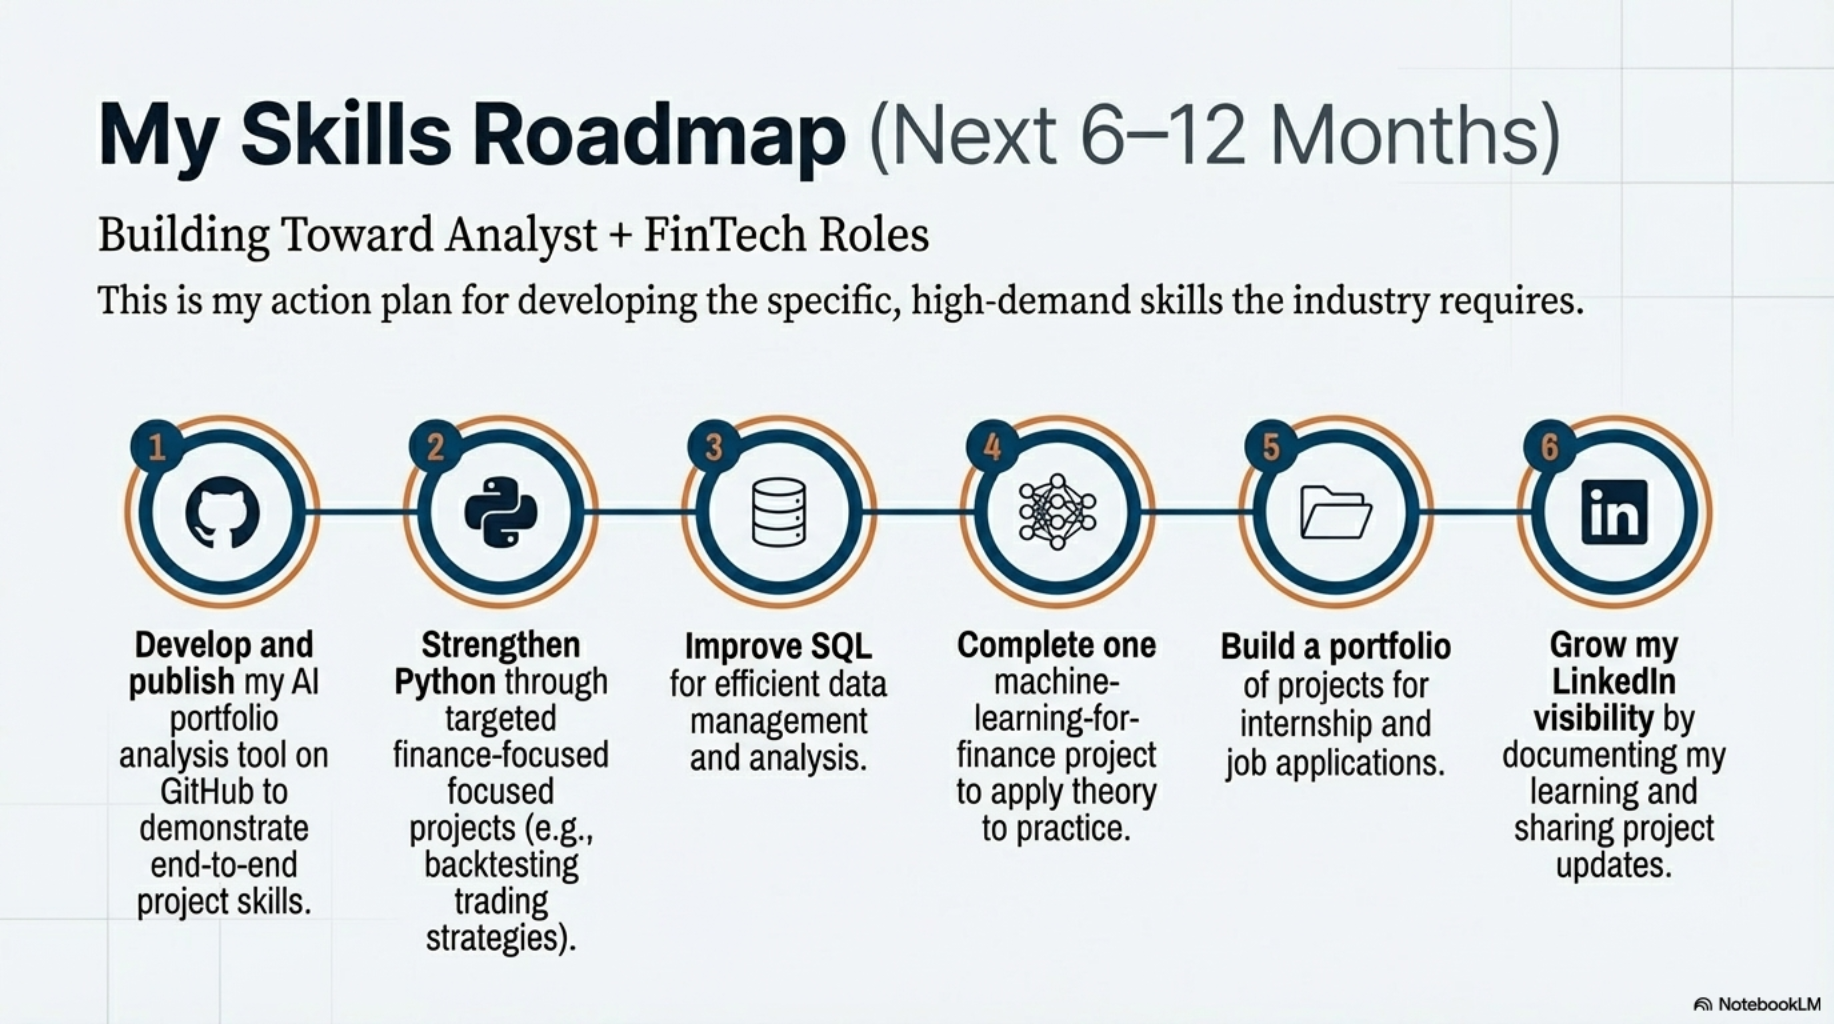 My Skills Roadmap (Next 6–12 Months)
Building Toward Analyst + FinTech Roles
This is my action plan for developing the specific, high-demand skills the industry requires.
1
Develop and
publish my AI
portfolio
analysis tool on
GitHub to
demonstrate
end-to-end
project skills.
2
Strengthen
Python through
targeted
finance-focused
focused
projects (e.g.,
backtesting
trading
strategies).
3
Improve SQL
for efficient data
management
and analysis.
4
Complete one
machine-
learning-for-
finance project
to apply theory
to practice.
5
Build a portfolio
of projects for
internship and
job applications.
6
in
Grow my
LinkedIn
visibility by
documenting my
learning and
sharing project
updates.
NotebookLM